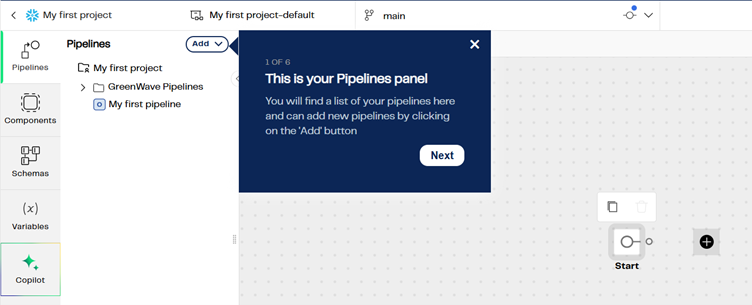 My first project
My first project-default
main
Pipelines
Components
Schemas
(x)
Variables
Copilot
Pipelines
Add
My first project
GreenWave Pipelines
My first pipeline
1 OF 6
This is your Pipelines panel
You will find a list of your pipelines here
and can add new pipelines by clicking
on the 'Add' button
Next
Start